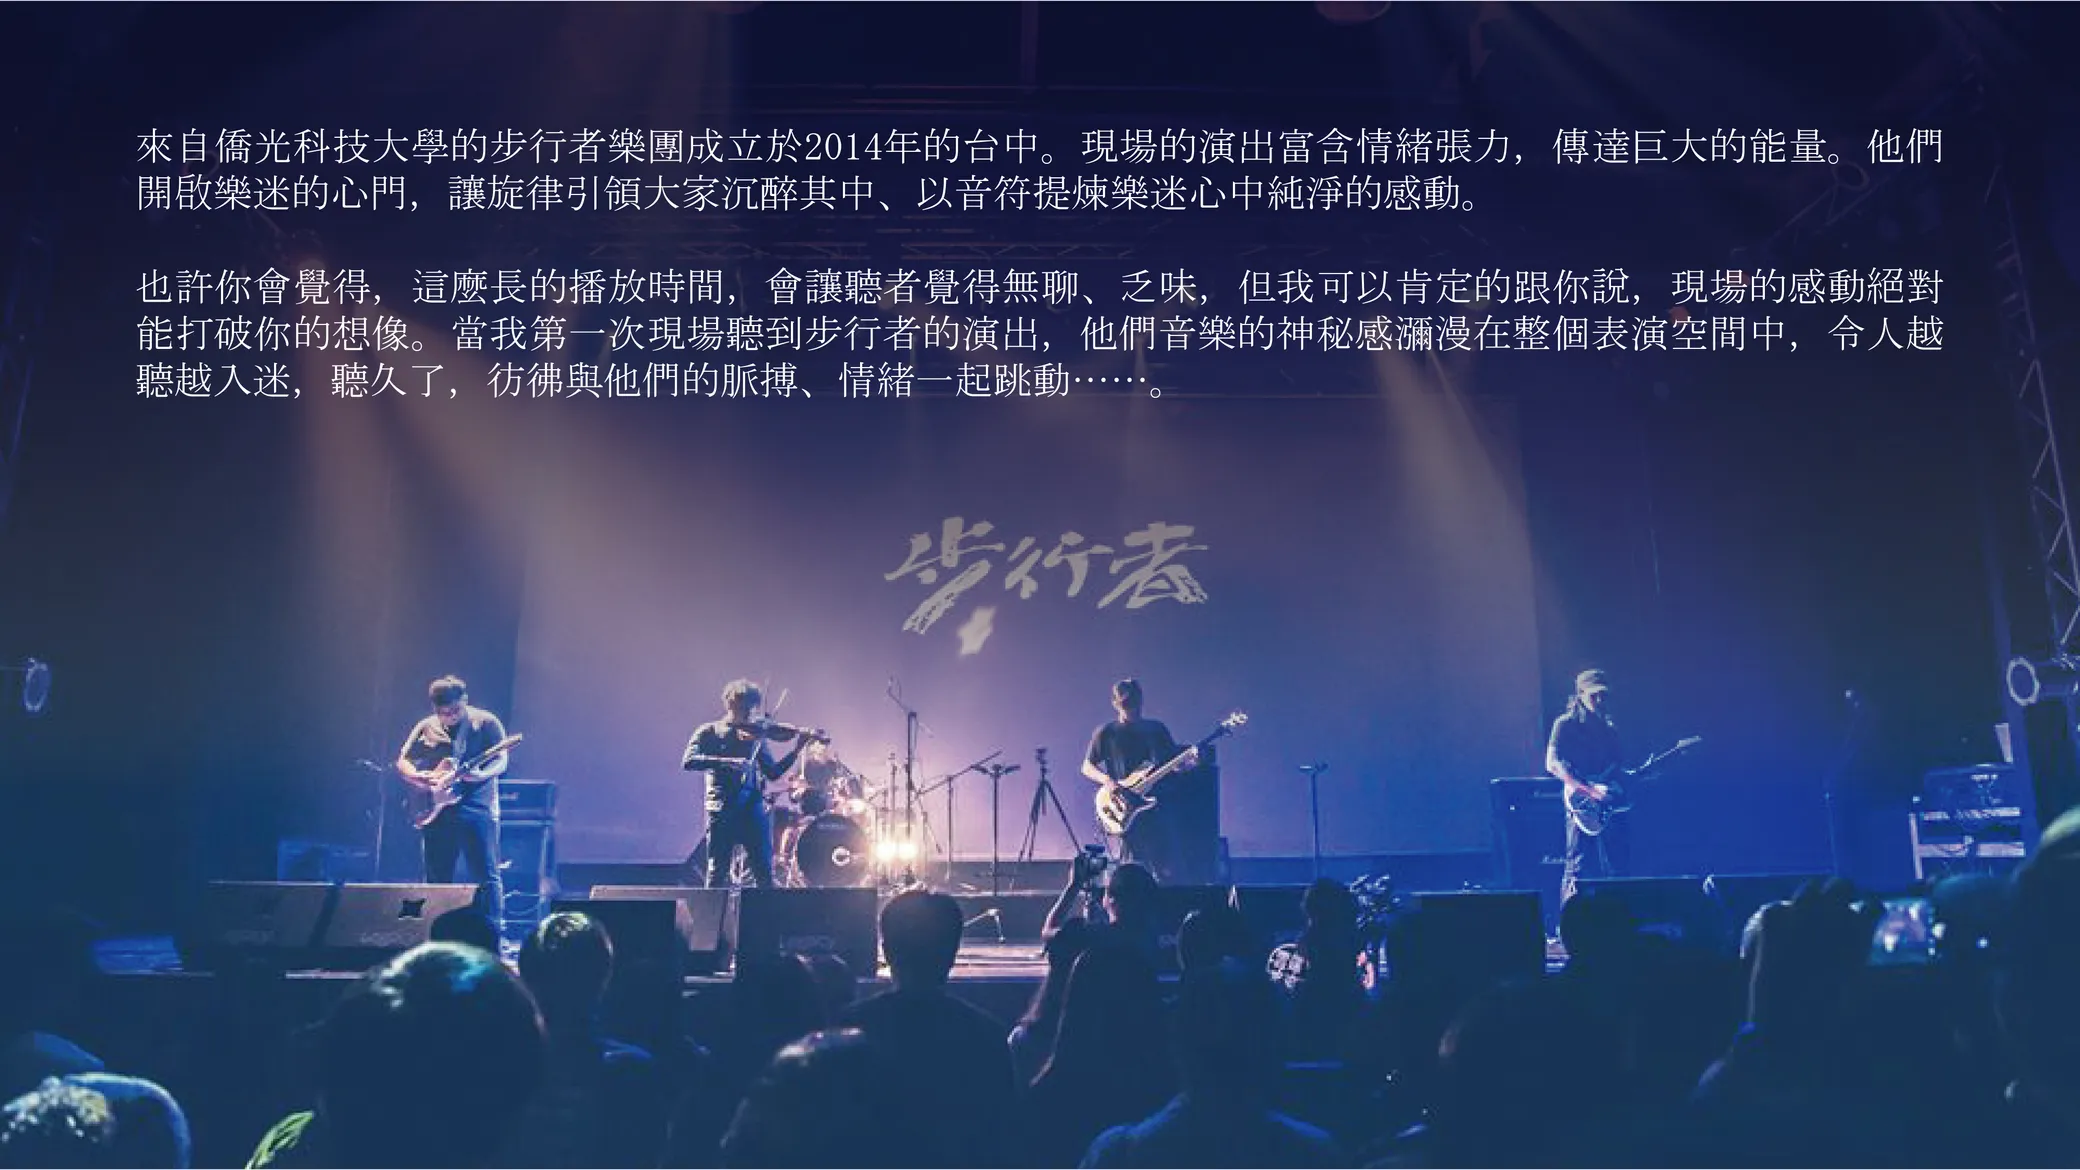 來自僑光科技大學的步行者樂團成立於2014年的台中。現場的演出富含情緒張力，傳達巨大的能量。他們
開啟樂迷的心門，讓旋律引領大家沉醉其中、以音符提煉樂迷心中純淨的感動。
也許你會覺得，這麼長的播放時間，會讓聽者覺得無聊、乏味，但我可以肯定的跟你說，現場的感動絕對
能打破你的想像。當我第一次現場聽到步行者的演出，他們音樂的神秘感瀰漫在整個表演空間中，令人越
聽越入迷，聽久了，彷彿與他們的脈搏、情緒一起跳動⋯⋯。
步行者